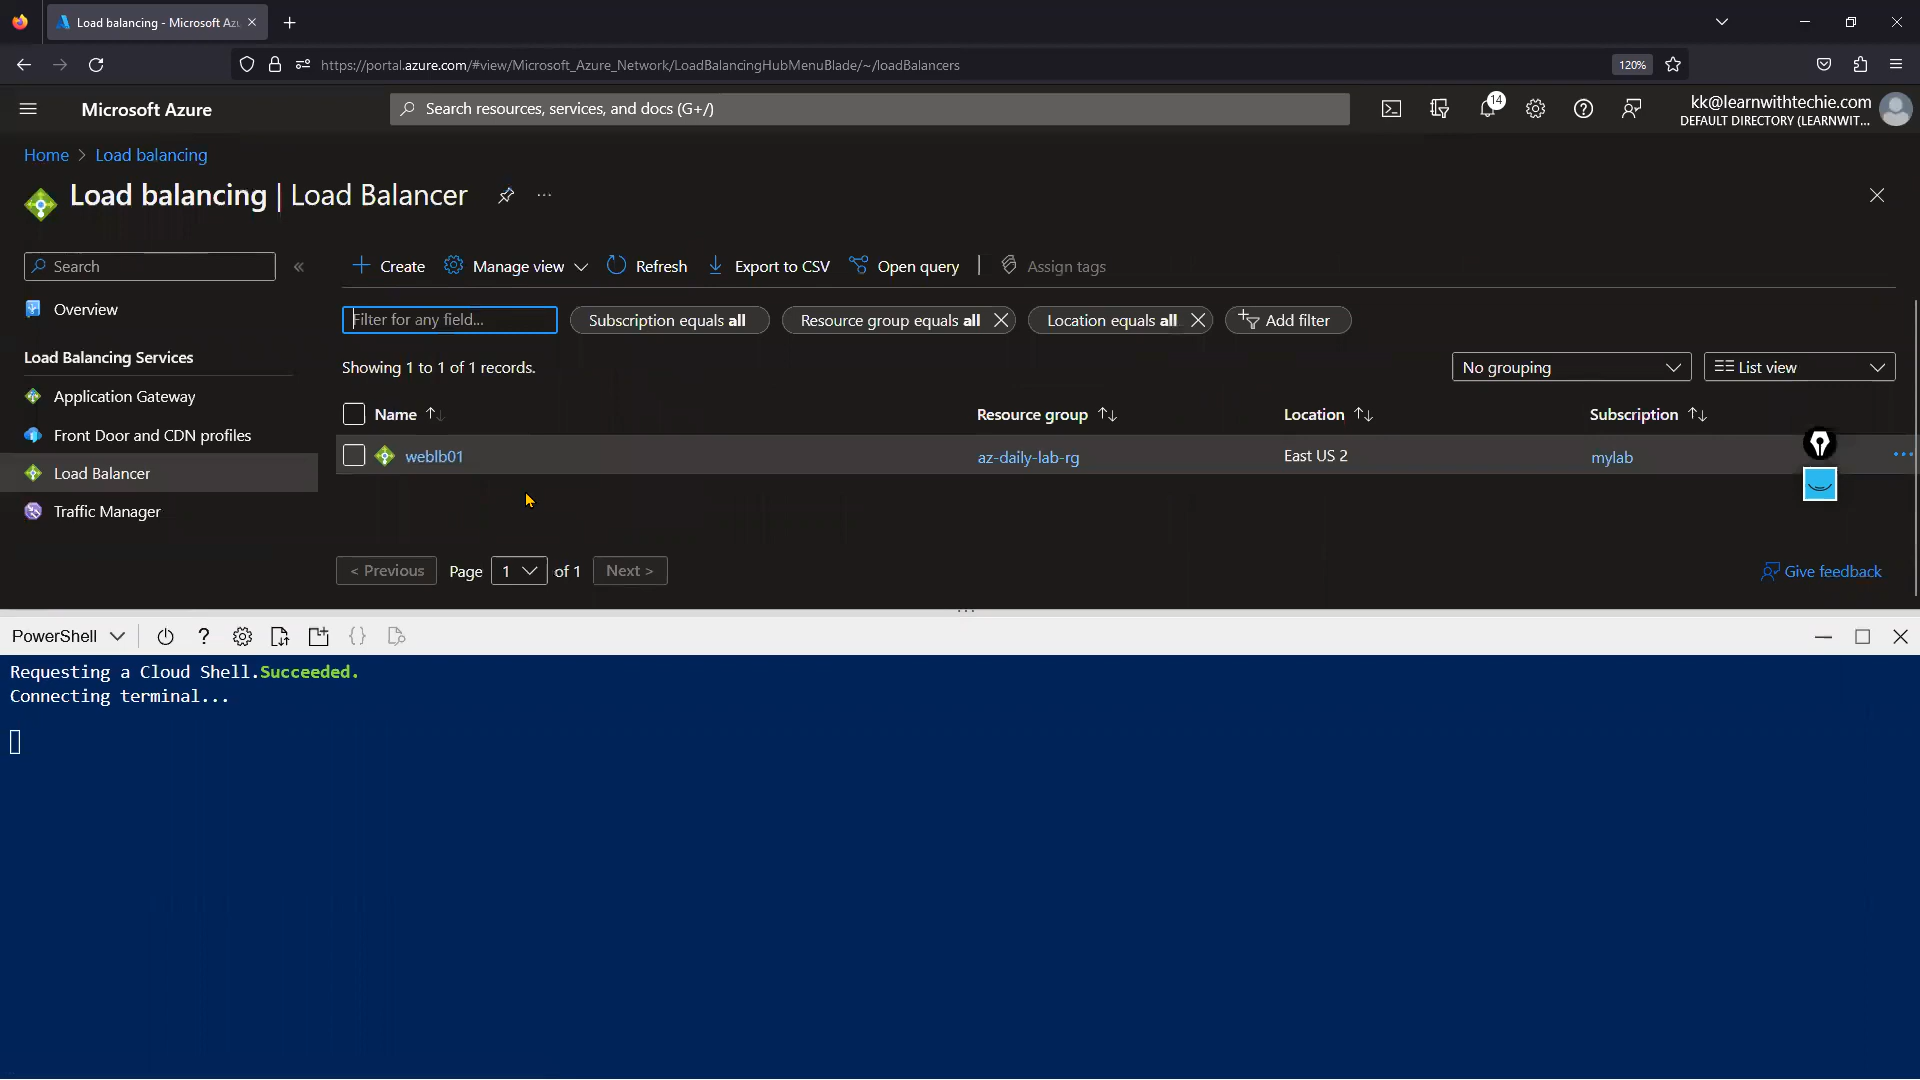 Load balancing - Microsoft Azu
https://portal.azure.com/#view/Microsoft_Azure_Network/LoadBalancingHubMenuBlade/~/loadBalancers
120%
Microsoft Azure
Search resources, services, and docs (G+/)
14
kk@learnwithtechie.com
DEFAULT DIRECTORY (LEARNWIT...
Home > Load balancing
Load balancing | Load Balancer
...
Search
«
Create
Manage view
Refresh
Export to CSV
Open query
Assign tags
Overview
Load Balancing Services
Application Gateway
Front Door and CDN profiles
Load Balancer
Traffic Manager
Filter for any field...
Subscription equals all
Resource group equals all
Location equals all
Add filter
Showing 1 to 1 of 1 records.
No grouping
List view
Name ↑↓
Resource group ↑↓
Location ↑↓
Subscription ↑↓
weblb01
az-daily-lab-rg
East US 2
mylab
...
< Previous
Page
1
of 1
Next >
Give feedback
PowerShell
?
{}
Requesting a Cloud Shell.Succeeded.
Connecting terminal...